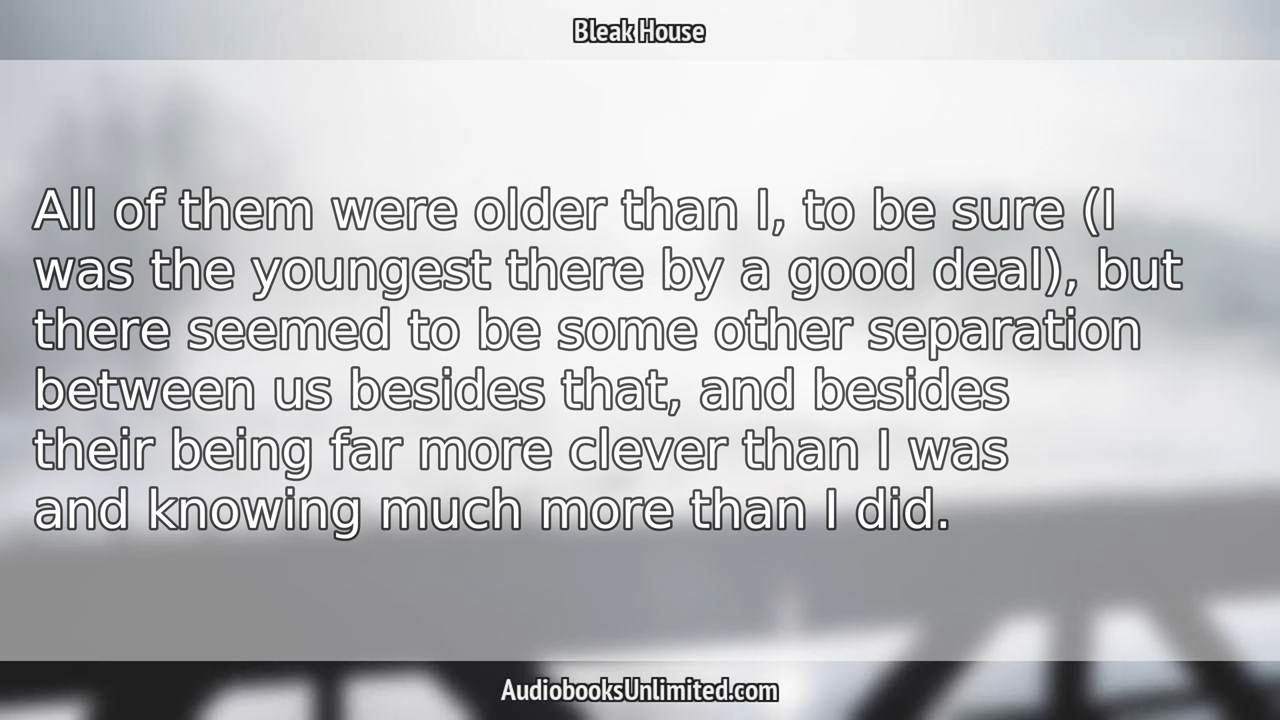 Bleak House
All of them were older than I, to be sure (I
was the youngest there by a good deal), but
there seemed to be some other separation
between us besides that, and besides
their being far more clever than I was
and knowing much more than I did.
AudiobooksUnlimited.com